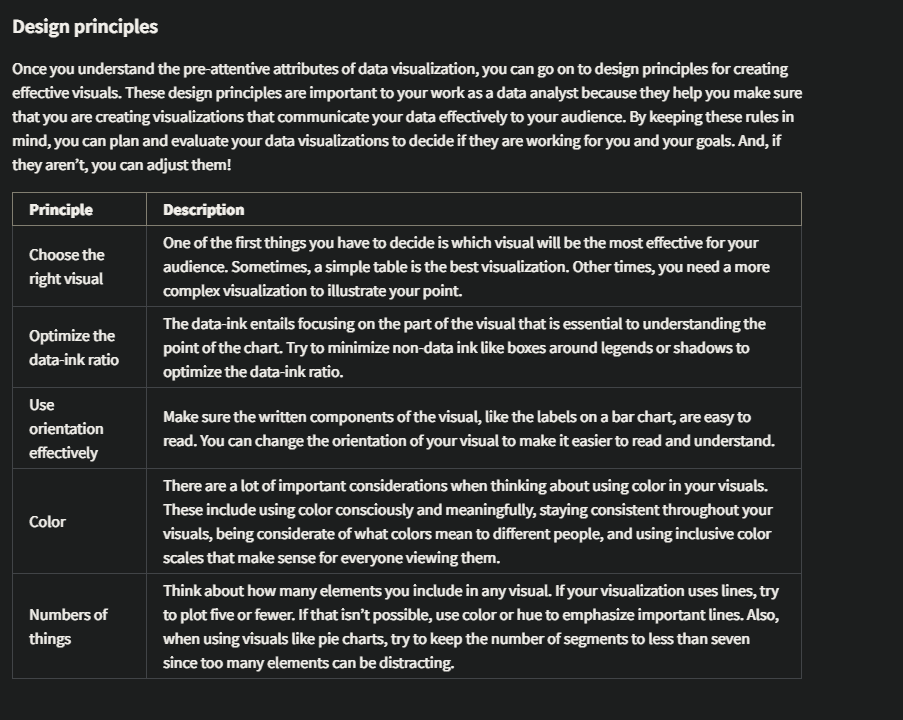 Design principles
Once you understand the pre-attentive attributes of data visualization, you can go on to design principles for creating
effective visuals. These design principles are important to your work as a data analyst because they help you make sure
that you are creating visualizations that communicate your data effectively to your audience. By keeping these rules in
mind, you can plan and evaluate your data visualizations to decide if they are working for you and your goals. And, if
they aren’t, you can adjust them!
Principle
Description
Choose the
right visual
One of the first things you have to decide is which visual will be the most effective for your
audience. Sometimes, a simple table is the best visualization. Other times, you need a more
complex visualization to illustrate your point.
Optimize the
data-ink ratio
The data-ink entails focusing on the part of the visual that is essential to understanding the
point of the chart. Try to minimize non-data ink like boxes around legends or shadows to
optimize the data-ink ratio.
Use
orientation
effectively
Make sure the written components of the visual, like the labels on a bar chart, are easy to
read. You can change the orientation of your visual to make it easier to read and understand.
Color
There are a lot of important considerations when thinking about using color in your visuals.
These include using color consciously and meaningfully, staying consistent throughout your
visuals, being considerate of what colors mean to different people, and using inclusive color
scales that make sense for everyone viewing them.
Numbers of
things
Think about how many elements you include in any visual. If your visualization uses lines, try
to plot five or fewer. If that isn’t possible, use color or hue to emphasize important lines. Also,
when using visuals like pie charts, try to keep the number of segments to less than seven
since too many elements can be distracting.